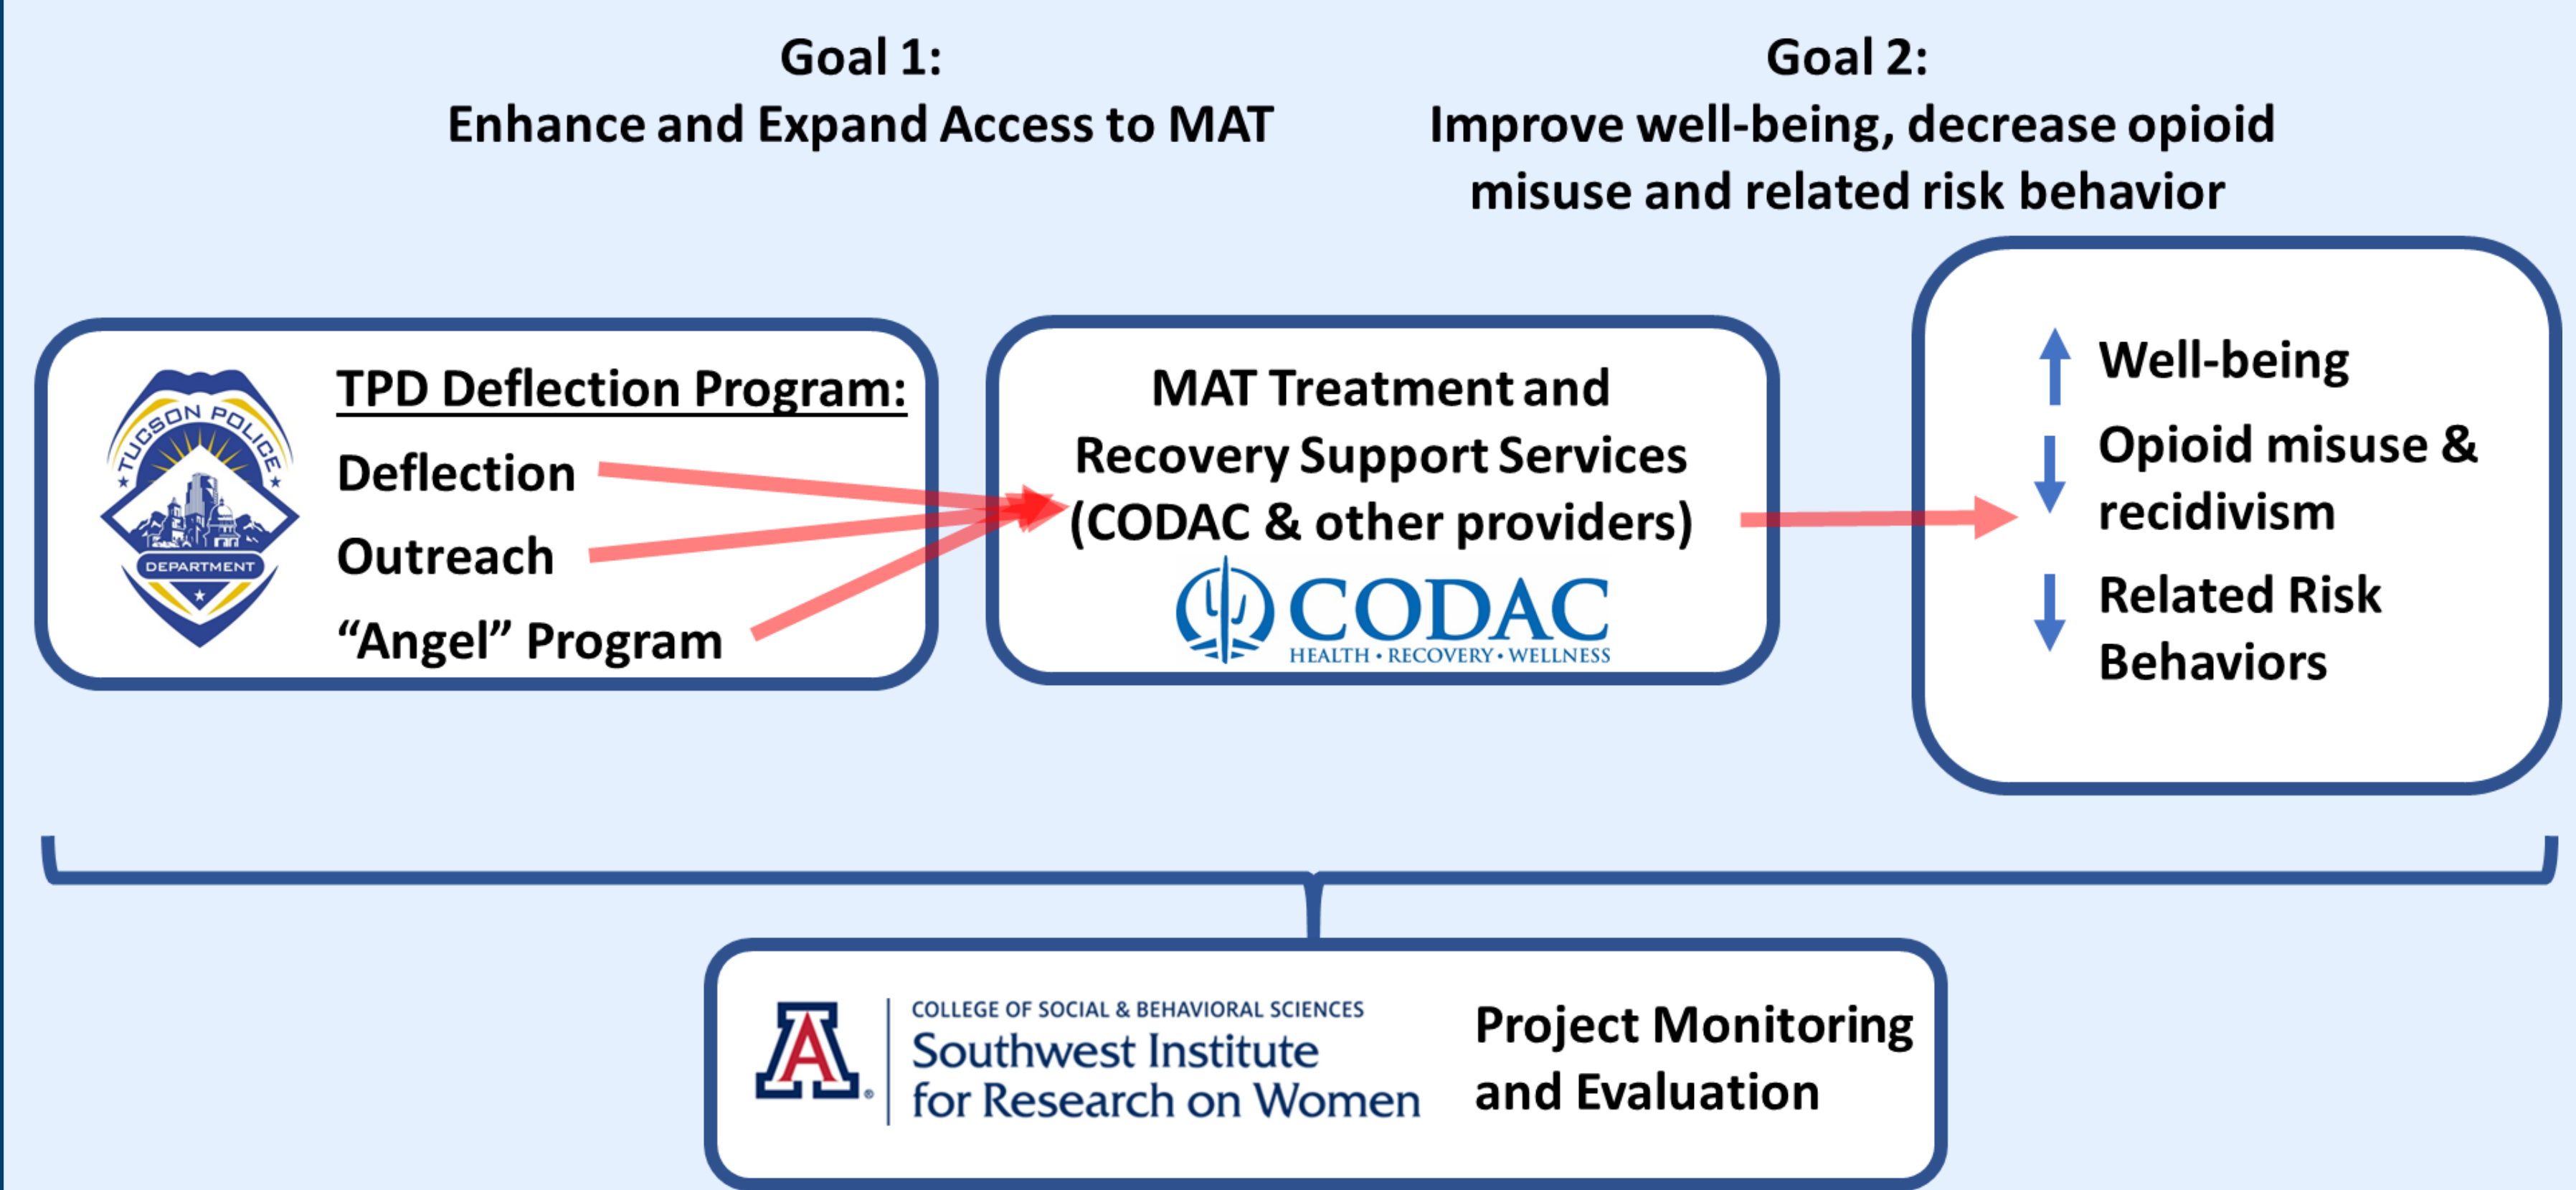 Goal 1:
Enhance and Expand Access to MAT
Goal 2:
Improve well-being, decrease opioid
misuse and related risk behavior
TUCSON POLICE
DEPARTMENT
TPD Deflection Program:
Deflection
Outreach
“Angel” Program
MAT Treatment and
Recovery Support Services
(CODAC & other providers)
CODAC
HEALTH • RECOVERY • WELLNESS
Well-being
Opioid misuse &
recidivism
Related Risk
Behaviors
A®
COLLEGE OF SOCIAL & BEHAVIORAL SCIENCES
Southwest Institute
for Research on Women
Project Monitoring
and Evaluation